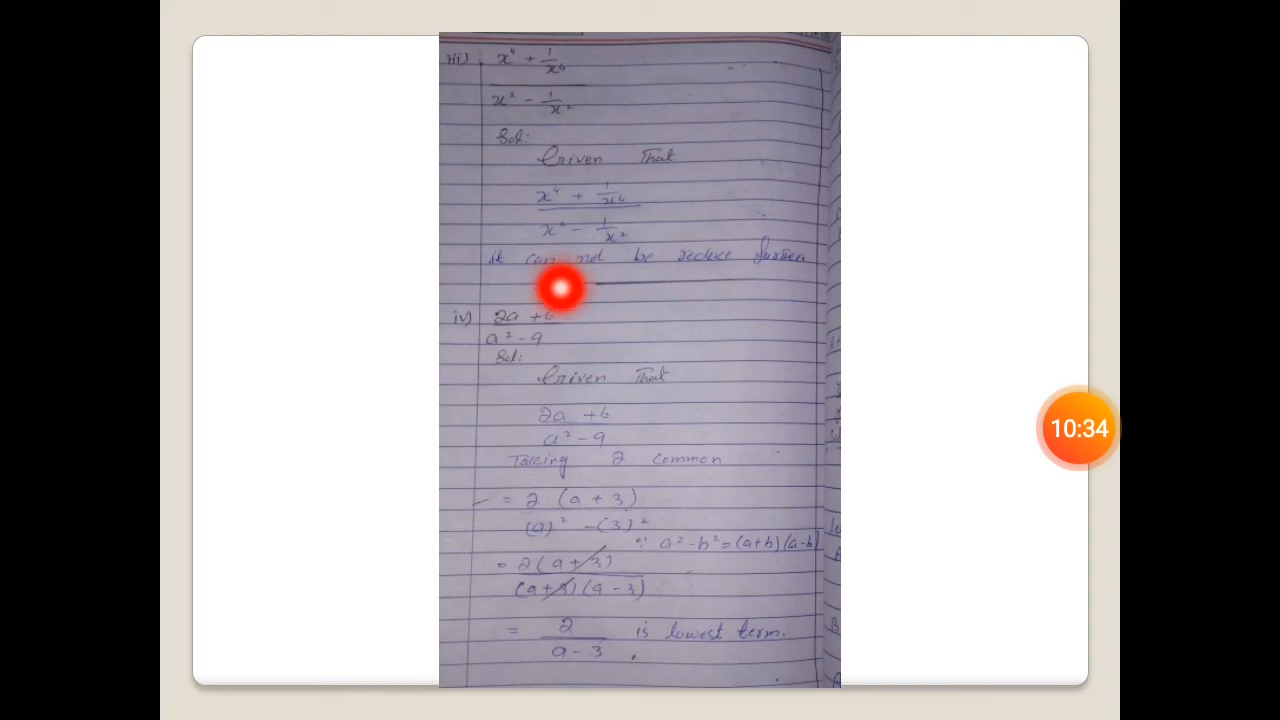 iii) x⁴ + 1/x⁴
x² - 1/x²
Sol:
Given That
x⁴ + 1/x⁴
x² - 1/x²
it can not be reduce further.
iv) 2a + 6
a² - 9
Sol:
Given That
2a + 6
a² - 9
Taking 2 common
= 2 (a + 3)
(a)² - (3)²
∵ a² - b² = (a+b)(a-b)
= 2(a + 3)
(a+3)(a - 3)
= 2 is lowest term.
a - 3
10:34